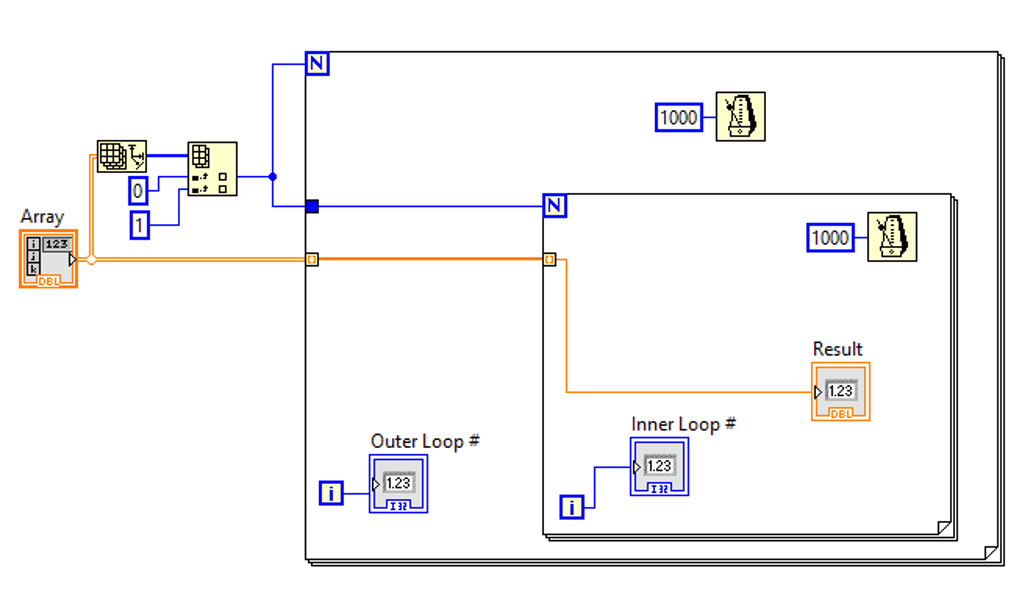 N
1000
0
1
Array
i
j
k
123
DBL
N
1000
Result
1.23
DBL
Inner Loop #
1.23
I32
i
Outer Loop #
1.23
I32
i